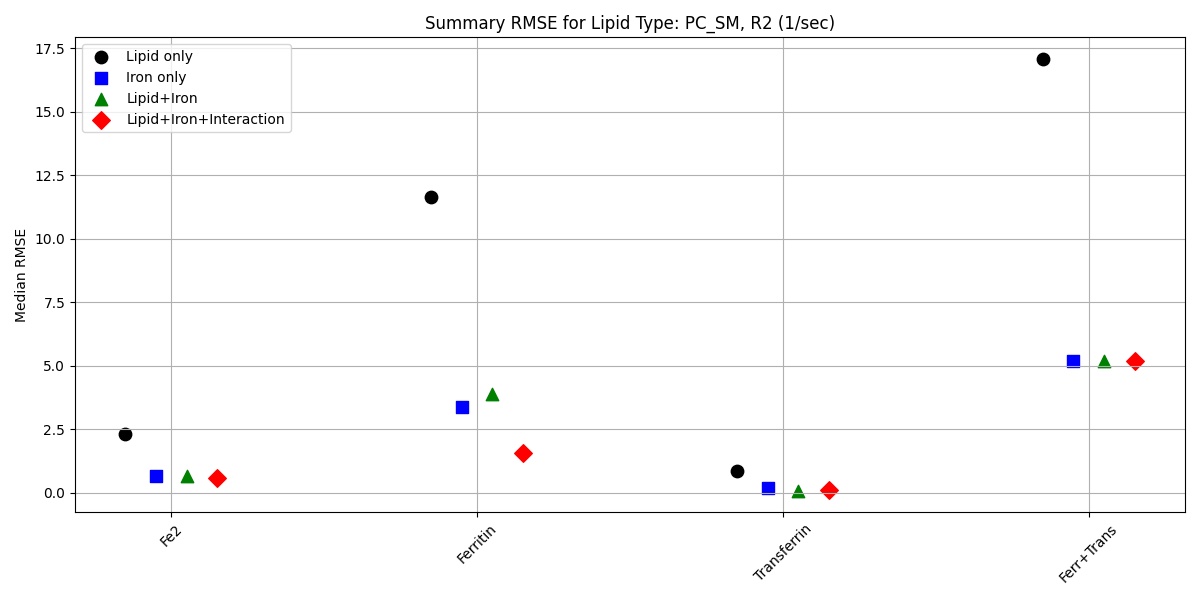 Summary RMSE for Lipid Type: PC_SM, R2 (1/sec)
Lipid only
Iron only
Lipid+Iron
Lipid+Iron+Interaction
Median RMSE
17.5
15.0
12.5
10.0
7.5
5.0
2.5
0.0
Fe2
Ferritin
Transferrin
Ferr+Trans